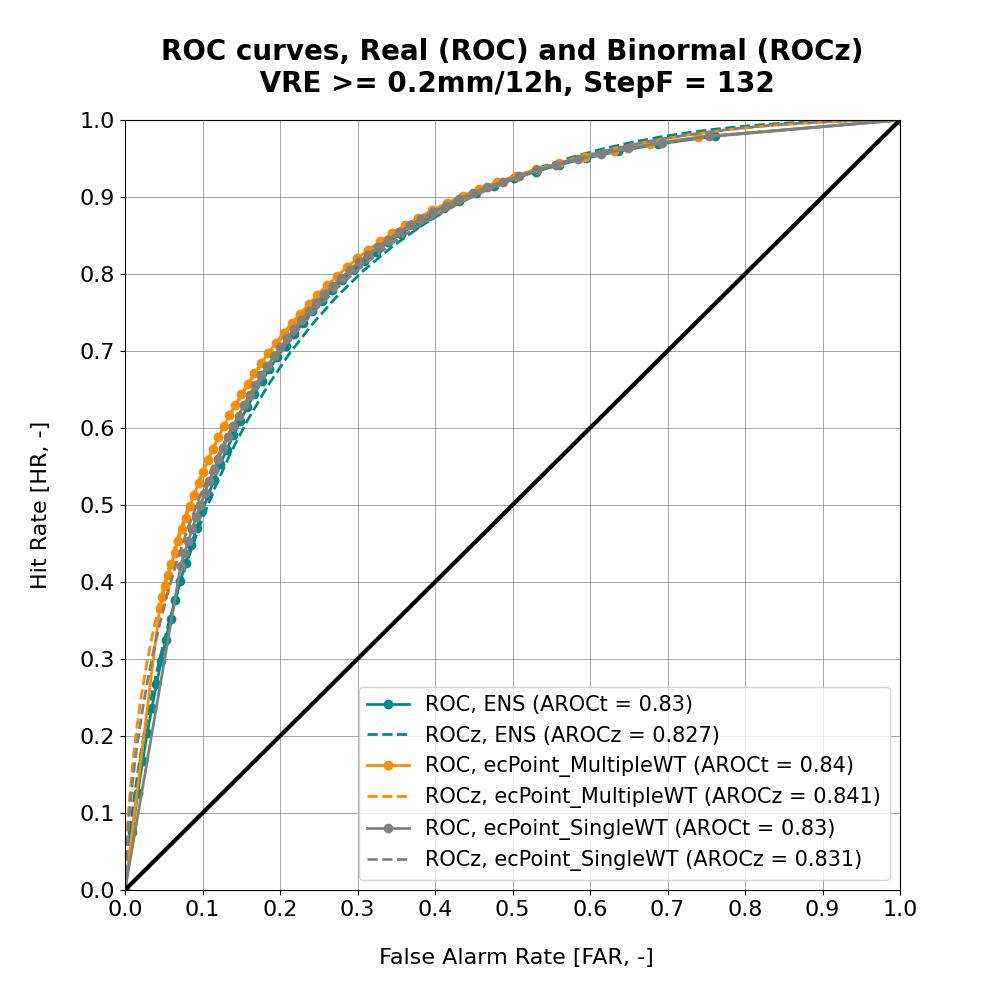 ROC curves, Real (ROC) and Binormal (ROCz)
VRE >= 0.2mm/12h, StepF = 132
1.0
0.9
0.8
0.7
0.6
0.5
0.4
0.3
0.2
0.1
0.0
Hit Rate [HR, -]
ROC, ENS (AROCt = 0.83)
ROCz, ENS (AROCz = 0.827)
ROC, ecPoint_MultipleWT (AROCt = 0.84)
ROCz, ecPoint_MultipleWT (AROCz = 0.841)
ROC, ecPoint_SingleWT (AROCt = 0.83)
ROCz, ecPoint_SingleWT (AROCz = 0.831)
0.0 0.1 0.2 0.3 0.4 0.5 0.6 0.7 0.8 0.9 1.0
False Alarm Rate [FAR, -]